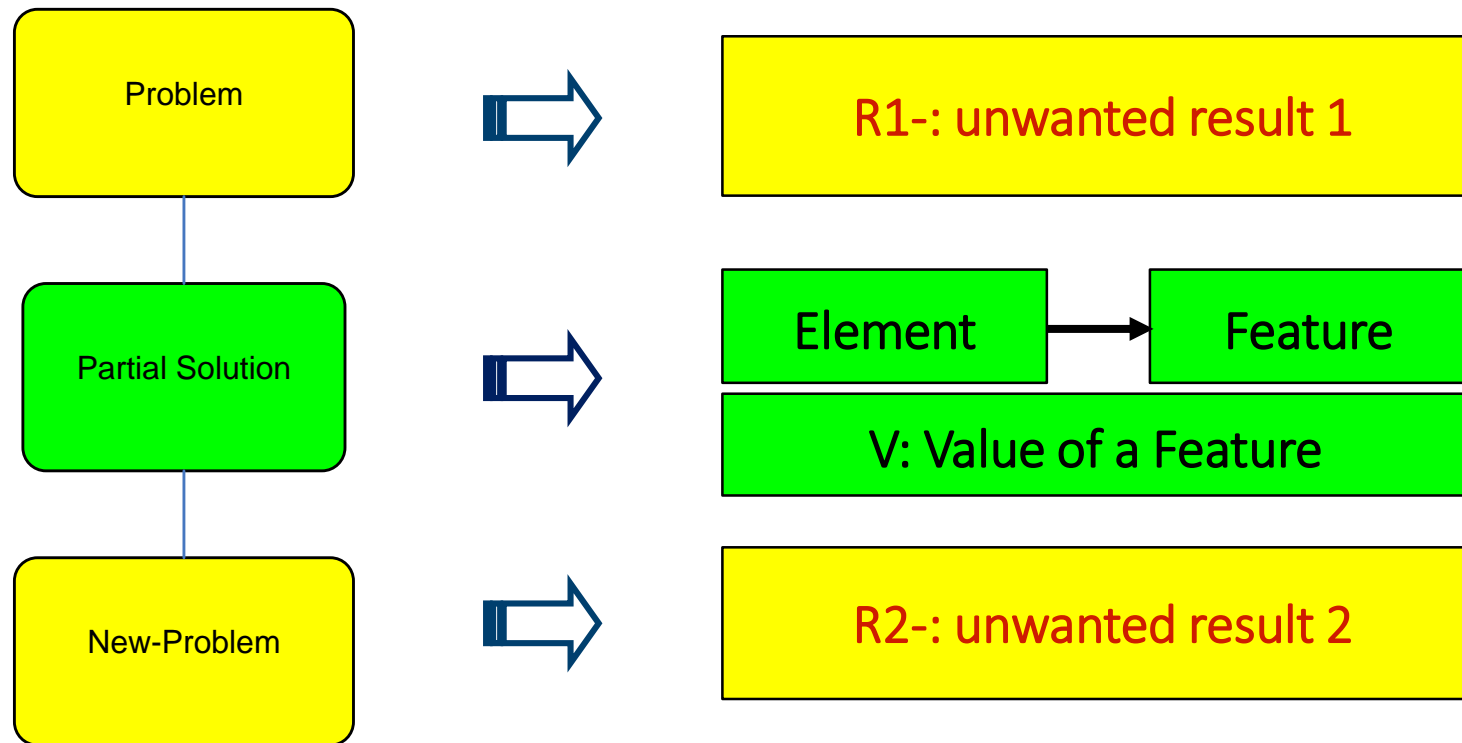 Problem
R1-: unwanted result 1
Partial Solution
Element
Feature
V: Value of a Feature
New-Problem
R2-: unwanted result 2